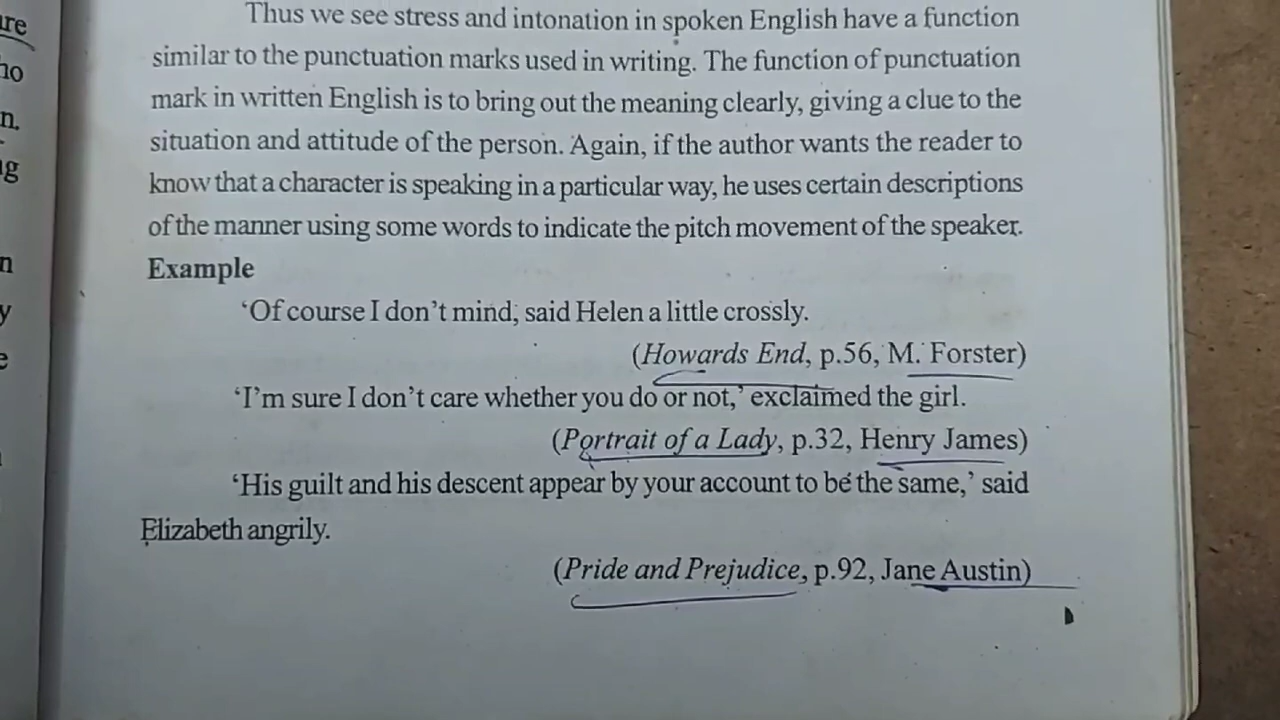 Thus we see stress and intonation in spoken English have a function
similar to the punctuation marks used in writing. The function of punctuation
mark in written English is to bring out the meaning clearly, giving a clue to the
situation and attitude of the person. Again, if the author wants the reader to
know that a character is speaking in a particular way, he uses certain descriptions
of the manner using some words to indicate the pitch movement of the speaker.
Example
‘Of course I don’t mind, said Helen a little crossly.
(Howards End, p.56, M. Forster)
‘I’m sure I don’t care whether you do or not,’ exclaimed the girl.
(Portrait of a Lady, p.32, Henry James)
‘His guilt and his descent appear by your account to be the same,’ said
Elizabeth angrily.
(Pride and Prejudice, p.92, Jane Austin)